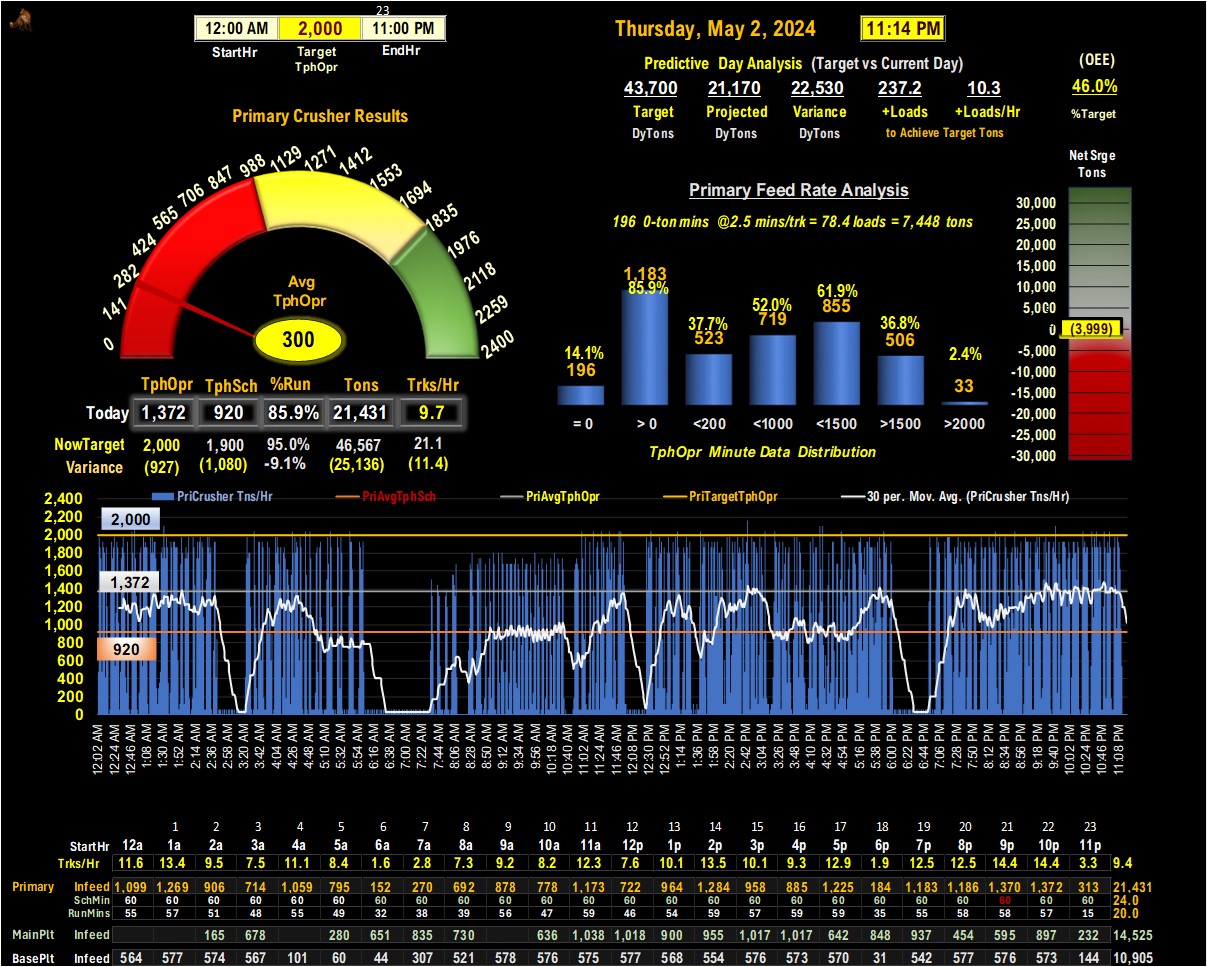 23
12:00 AM 2,000 11:00 PM
StartHr Target TphOpr EndHr
Thursday, May 2, 2024 11:14 PM
Predictive Day Analysis (Target vs Current Day)
43,700 21,170 22,530 237.2 10.3
Target Projected Variance +Loads +Loads/Hr
DyTons DyTons DyTons to Achieve Target Tons
(OEE)
46.0%
%Target
Primary Crusher Results
0 141 282 424 565 706 847 988 1129 1271 1412 1553 1694 1835 1976 2118 2259 2400
Avg
TphOpr
300
TphOpr TphSch %Run Tons Trks/Hr
Today 1,372 920 85.9% 21,431 9.7
NowTarget 2,000 1,900 95.0% 46,567 21.1
Variance (927) (1,080) -9.1% (25,136) (11.4)
Primary Feed Rate Analysis
196 0-ton mins @2.5 mins/trk = 78.4 loads = 7,448 tons
14.1% 85.9% 37.7% 52.0% 61.9% 36.8% 2.4%
196 1,183 523 719 855 506 33
= 0 > 0 <200 <1000 <1500 >1500 >2000
TphOpr Minute Data Distribution
Net Srge
Tons
30,000
25,000
20,000
15,000
10,000
5,000
0 (3,999)
-5,000
-10,000
-15,000
-20,000
-25,000
-30,000
PriCrusher Tns/Hr PriAvgTphSch PriAvgTphOpr PriTargetTphOpr 30 per. Mov. Avg. (PriCrusher Tns/Hr)
2,400
2,200
2,000
1,800
1,600
1,400
1,200
1,000
800
600
400
200
0
2,000
1,372
920
12:02 AM 12:24 AM 12:46 AM 1:08 AM 1:30 AM 1:52 AM 2:14 AM 2:36 AM 2:58 AM 3:20 AM 3:42 AM 4:04 AM 4:26 AM 4:48 AM 5:10 AM 5:32 AM 5:54 AM 6:16 AM 6:38 AM 7:00 AM 7:22 AM 7:44 AM 8:06 AM 8:28 AM 8:50 AM 9:12 AM 9:34 AM 9:56 AM 10:18 AM 10:40 AM 11:02 AM 11:24 AM 11:46 AM 12:08 PM 12:30 PM 12:52 PM 1:14 PM 1:36 PM 1:58 PM 2:20 PM 2:42 PM 3:04 PM 3:26 PM 3:48 PM 4:10 PM 4:32 PM 4:54 PM 5:16 PM 5:38 PM 6:00 PM 6:22 PM 6:44 PM 7:06 PM 7:28 PM 7:50 PM 8:12 PM 8:34 PM 8:56 PM 9:18 PM 9:40 PM 10:02 PM 10:24 PM 10:46 PM 11:08 PM
1 2 3 4 5 6 7 8 9 10 11 12 13 14 15 16 17 18 19 20 21 22 23
StartHr 12a 1a 2a 3a 4a 5a 6a 7a 8a 9a 10a 11a 12p 1p 2p 3p 4p 5p 6p 7p 8p 9p 10p 11p
Trks/Hr 11.6 13.4 9.5 7.5 11.1 8.4 1.6 2.8 7.3 9.2 8.2 12.3 7.6 10.1 13.5 10.1 9.3 12.9 1.9 12.5 12.5 14.4 14.4 3.3 9.4
Primary Infeed 1,099 1,269 906 714 1,059 795 152 270 692 878 778 1,173 722 964 1,284 958 885 1,225 184 1,183 1,186 1,370 1,372 313 21,431
SchMin 60 60 60 60 60 60 60 60 60 60 60 60 60 60 60 60 60 60 60 60 60 60 60 60 24.0
RunMins 55 57 51 48 55 49 32 38 39 56 47 59 46 54 59 57 59 59 35 55 58 58 57 15 20.0
MainPlt Infeed 165 678 280 651 835 730 636 1,038 1,018 900 955 1,017 1,017 642 848 937 454 595 897 232 14,525
BasePlt Infeed 564 577 574 567 101 60 44 307 521 578 576 577 577 568 554 576 573 570 31 542 577 576 573 144 10,905